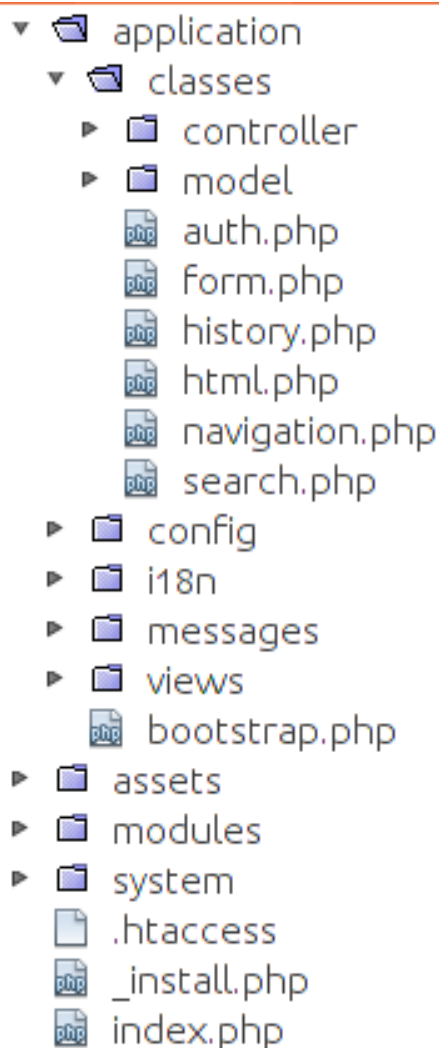 application
classes
controller
model
auth.php
form.php
history.php
html.php
navigation.php
search.php
config
i18n
messages
views
bootstrap.php
assets
modules
system
.htaccess
_install.php
index.php